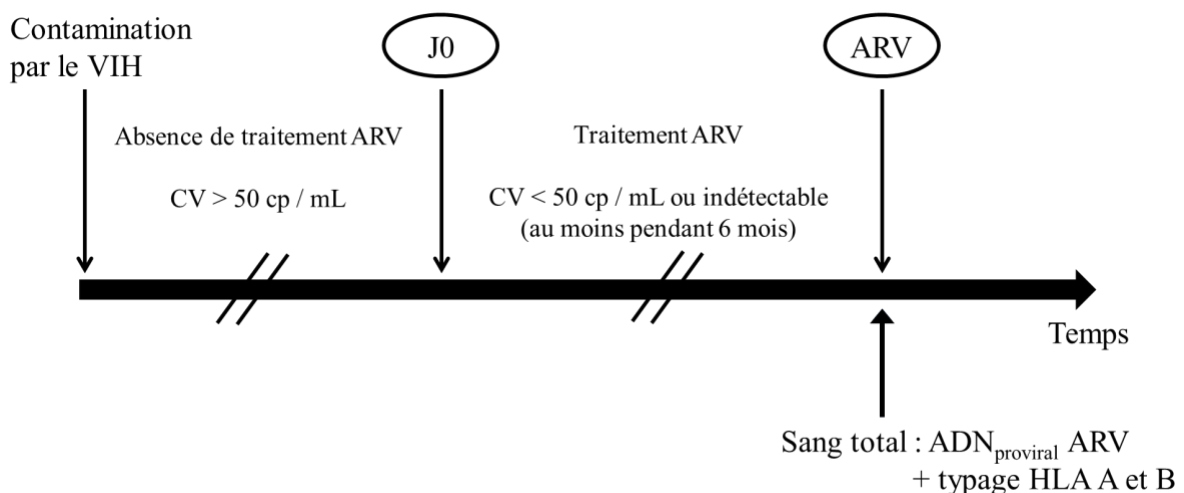 Contamination
par le VIH
J0
ARV
Absence de traitement ARV
Traitement ARV
CV > 50 cp / mL
CV < 50 cp / mL ou indétectable
(au moins pendant 6 mois)
Temps
Sang total : ADNproviral ARV
+ typage HLA A et B